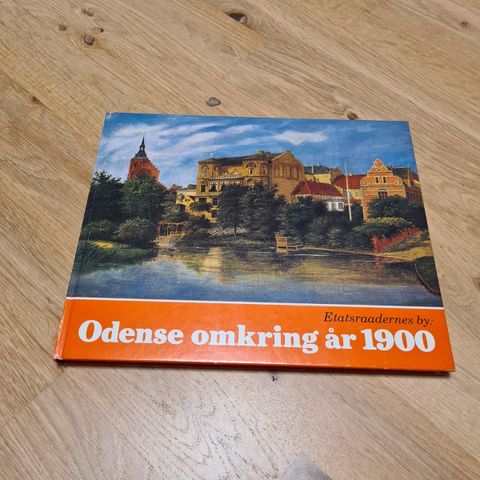 Etatsraadernes by:
Odense omkring år 1900